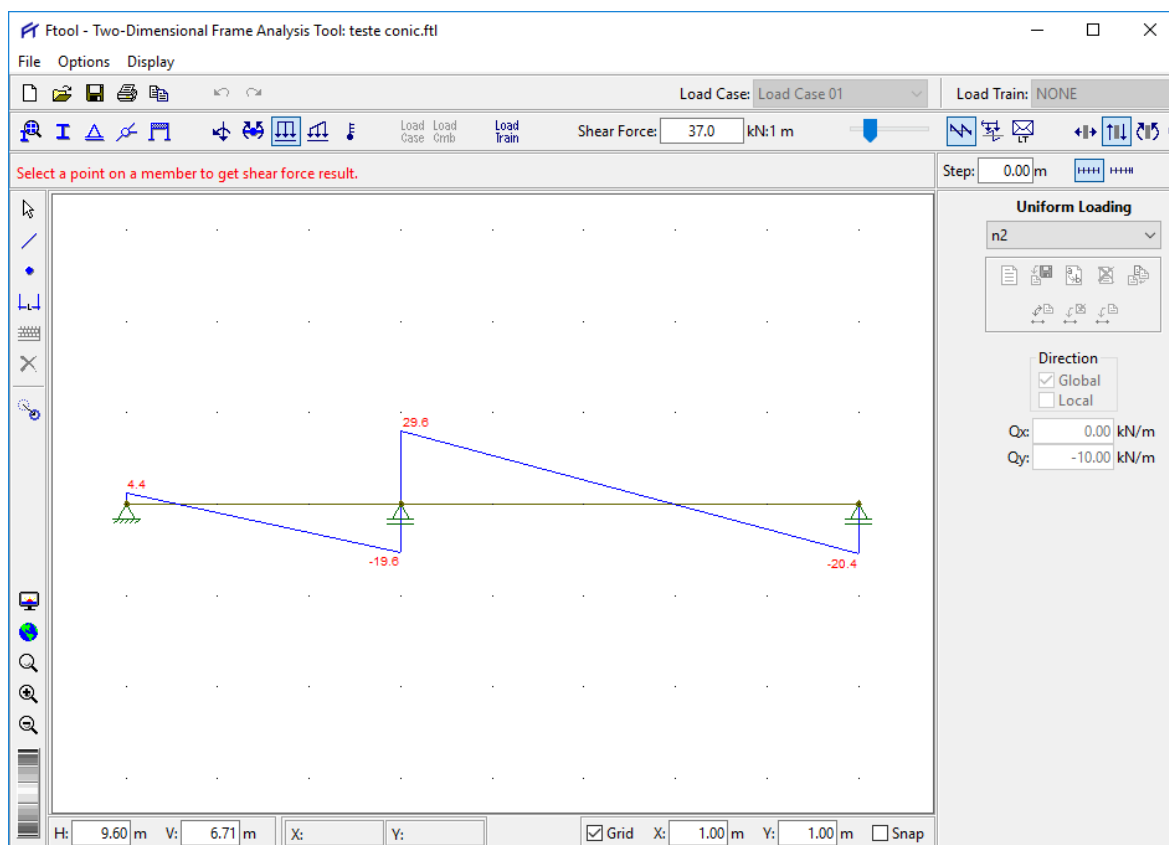 Ftool - Two-Dimensional Frame Analysis Tool: teste conic.ftl
File Options Display
Load Case: Load Case 01 Load Train: NONE
Load Case Load Cmb Load Train Shear Force: 37.0 kN:1 m LT
Select a point on a member to get shear force result. Step: 0.00 m
Uniform Loading
n2
Direction
Global
Local
Qx: 0.00 kN/m
Qy: -10.00 kN/m
29.6
4.4
-19.6
-20.4
H: 9.60 m V: 6.71 m X: Y: Grid X: 1.00 m Y: 1.00 m Snap